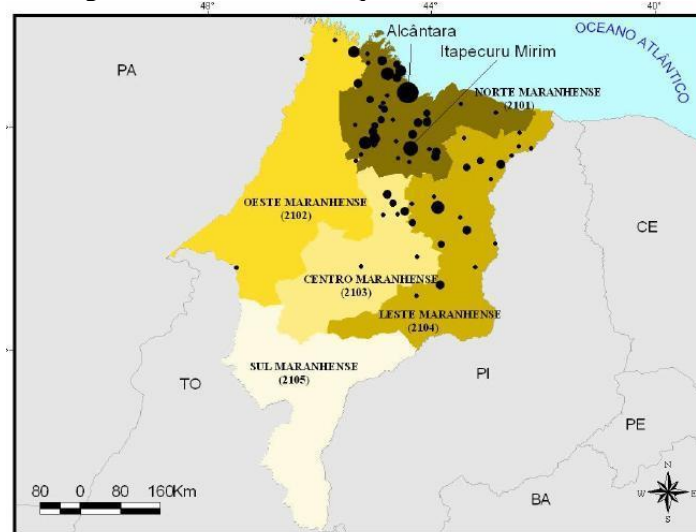 48
44
40
Alcântara
Itapecuru Mirim
OCEANO ATLÂNTICO
PA
NORTE MARANHENSE
(2101)
OESTE MARANHENSE
(2102)
CE
CENTRO MARANHENSE
(2103)
LESTE MARANHENSE
(2104)
SUL MARANHENSE
(2105)
TO
PI
PE
BA
80 0 80 160Km
N
W E
S